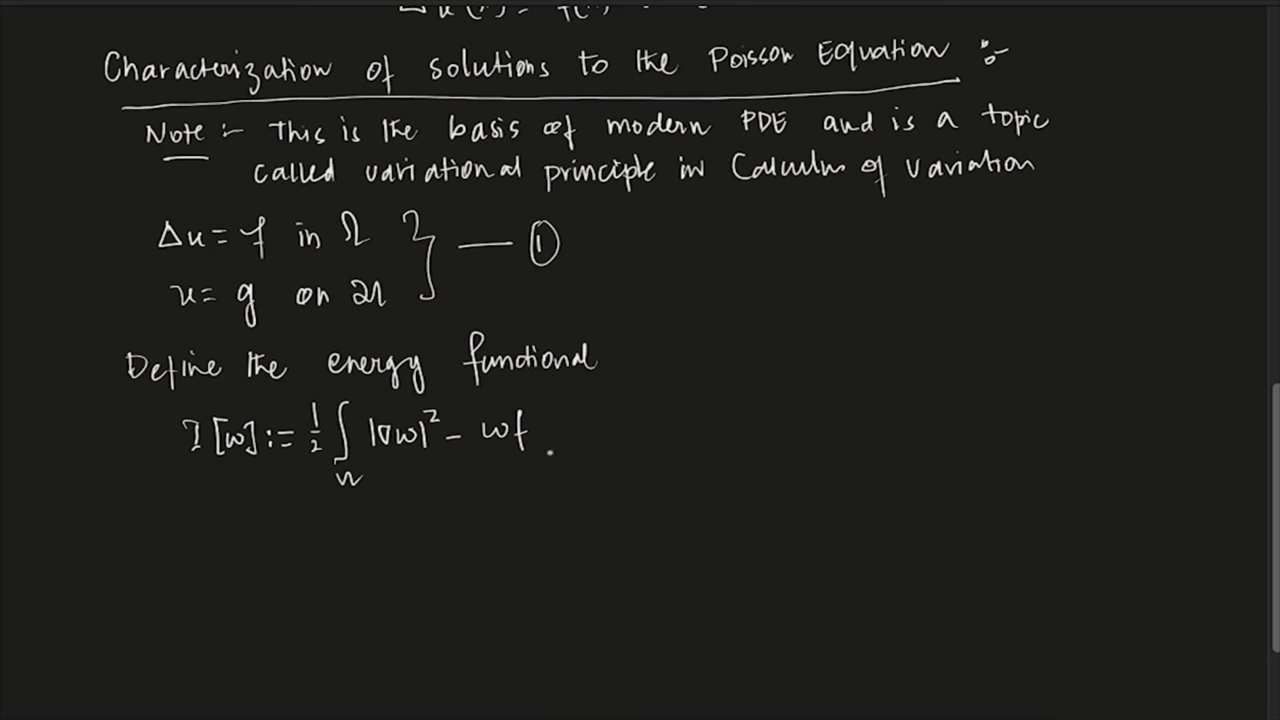 Δu(x) = f(x)
Characterization of solutions to the Poisson Equation :-
Note :- This is the basis of modern PDE and is a topic
called variational principle in Calculus of variation
Δu = f in Ω } — ①
u = g on ∂Ω
Define the energy functional
I[w] := 1/2 ∫_Ω |∇w|² - wf